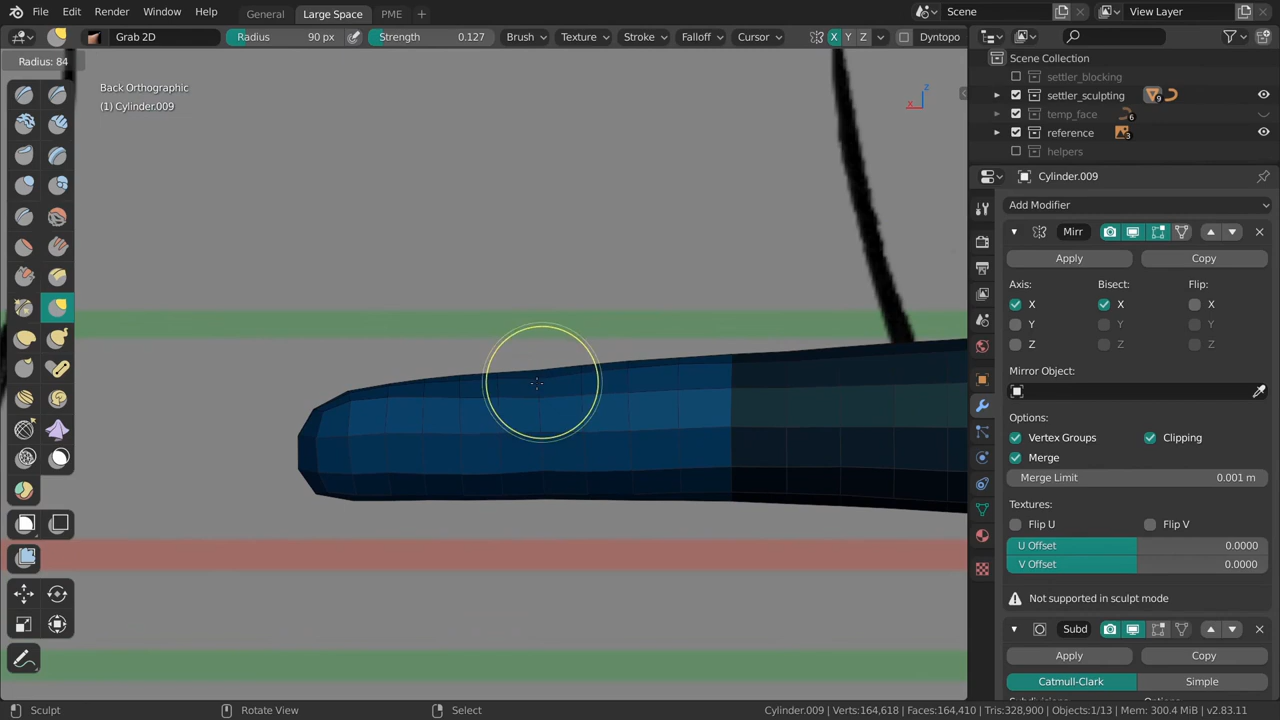 File Edit Render Window Help General Large Space PME + Scene View Layer
Grab 2D Radius 90 px Strength 0.127 Brush Texture Stroke Falloff Cursor X Y Z Dyntopo
Radius: 84
Back Orthographic
(1) Cylinder.009
z
x
Scene Collection
settler_blocking
settler_sculpting 9
temp_face 6
reference 3
helpers
Cylinder.009
Add Modifier
Mirr
Apply Copy
Axis: Bisect: Flip:
X X X
Y Y Y
Z Z Z
Mirror Object:
Options:
Vertex Groups Clipping
Merge
Merge Limit 0.001 m
Textures:
Flip U Flip V
U Offset 0.0000
V Offset 0.0000
Not supported in sculpt mode
Subd
Apply Copy
Catmull-Clark Simple
Sculpt Rotate View Select Cylinder.009 | Verts:164,618 | Faces:164,410 | Tris:328,900 | Objects:1/13 | Mem: 300.4 MiB | v2.83.11